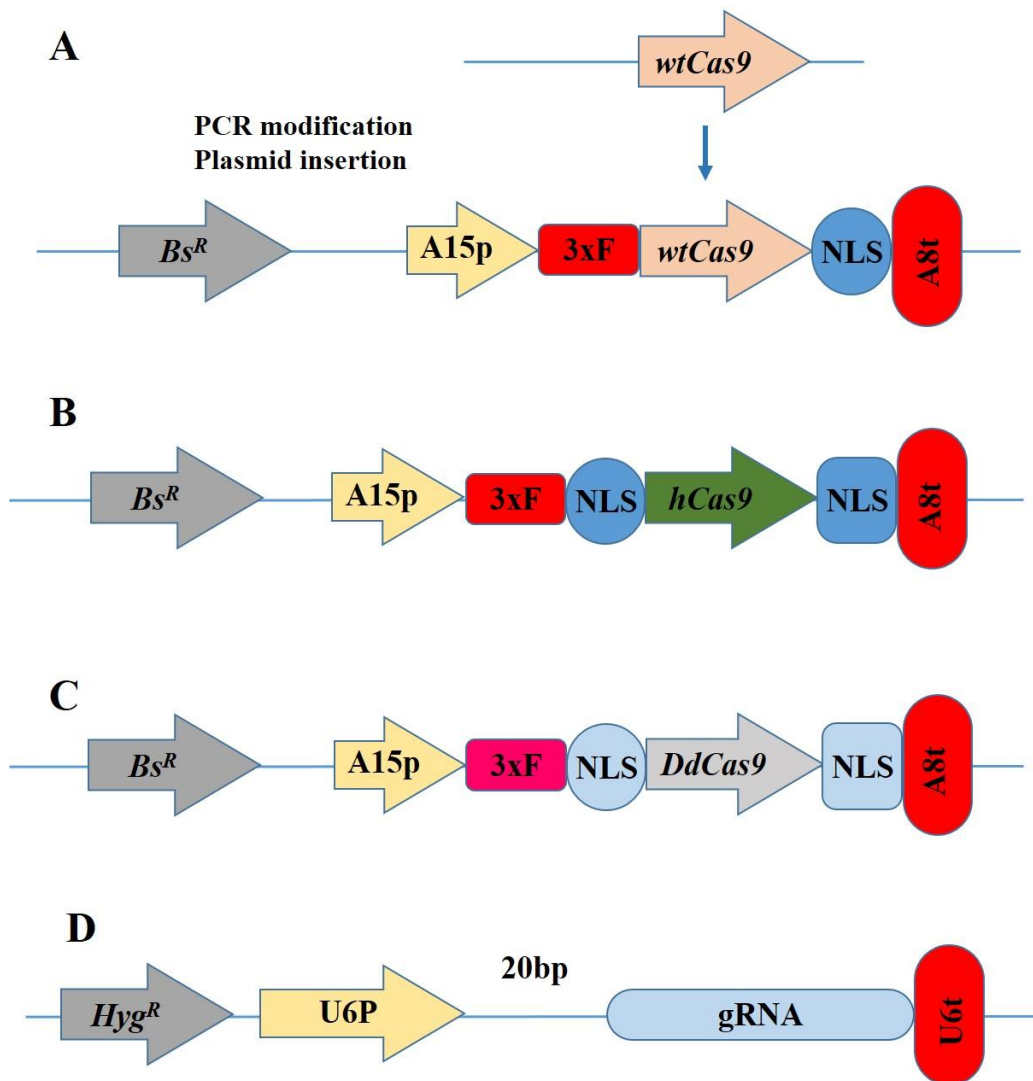 A
wtCas9
PCR modification
Plasmid insertion
Bsᴿ A15p 3xF wtCas9 NLS A8t
B
Bsᴿ A15p 3xF NLS hCas9 NLS A8t
C
Bsᴿ A15p 3xF NLS DdCas9 NLS A8t
D
20bp
Hygᴿ U6P gRNA U6t